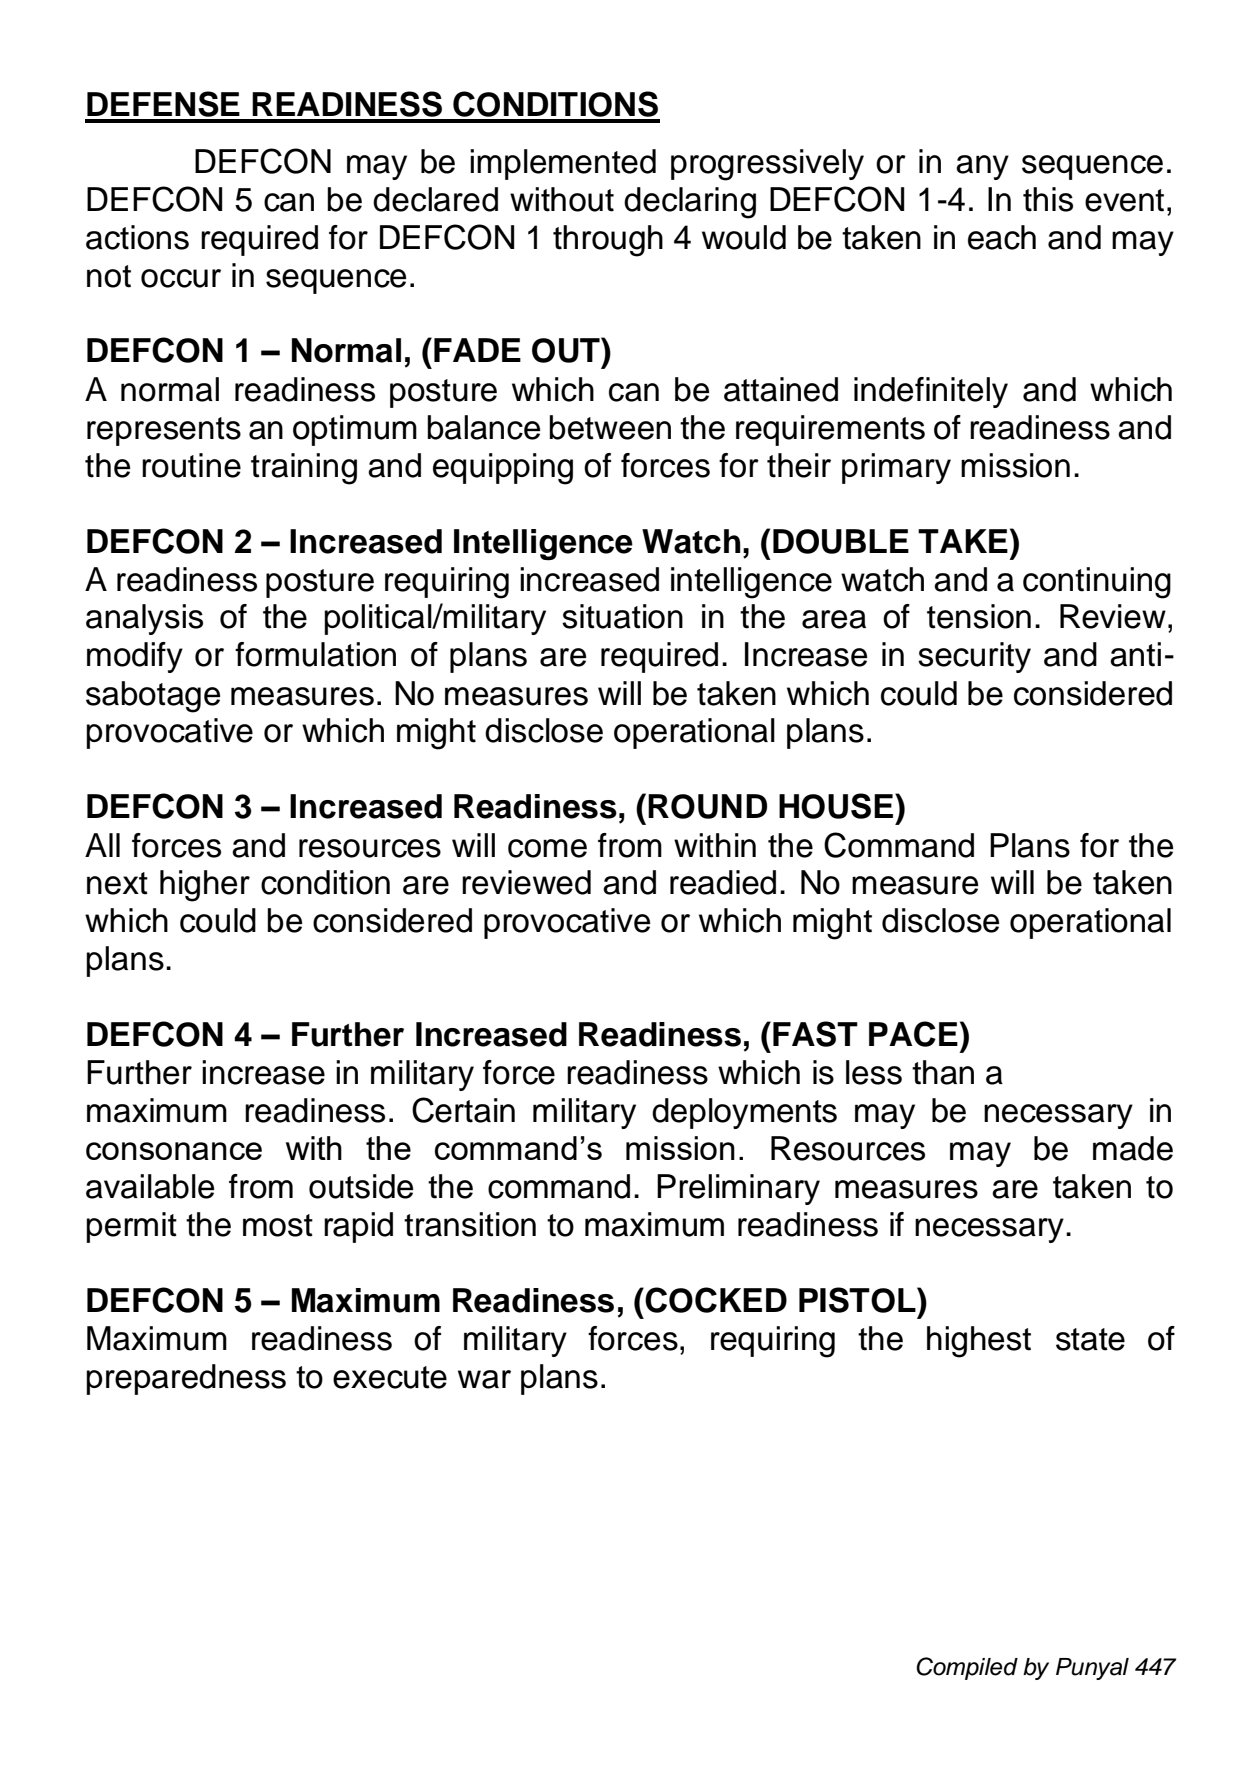 DEFENSE READINESS CONDITIONS
DEFCON may be implemented progressively or in any sequence.
DEFCON 5 can be declared without declaring DEFCON 1-4. In this event,
actions required for DEFCON 1 through 4 would be taken in each and may
not occur in sequence.
DEFCON 1 – Normal, (FADE OUT)
A normal readiness posture which can be attained indefinitely and which
represents an optimum balance between the requirements of readiness and
the routine training and equipping of forces for their primary mission.
DEFCON 2 – Increased Intelligence Watch, (DOUBLE TAKE)
A readiness posture requiring increased intelligence watch and a continuing
analysis of the political/military situation in the area of tension. Review,
modify or formulation of plans are required. Increase in security and anti-
sabotage measures. No measures will be taken which could be considered
provocative or which might disclose operational plans.
DEFCON 3 – Increased Readiness, (ROUND HOUSE)
All forces and resources will come from within the Command Plans for the
next higher condition are reviewed and readied. No measure will be taken
which could be considered provocative or which might disclose operational
plans.
DEFCON 4 – Further Increased Readiness, (FAST PACE)
Further increase in military force readiness which is less than a
maximum readiness. Certain military deployments may be necessary in
consonance with the command’s mission. Resources may be made
available from outside the command. Preliminary measures are taken to
permit the most rapid transition to maximum readiness if necessary.
DEFCON 5 – Maximum Readiness, (COCKED PISTOL)
Maximum readiness of military forces, requiring the highest state of
preparedness to execute war plans.
Compiled by Punyal 447